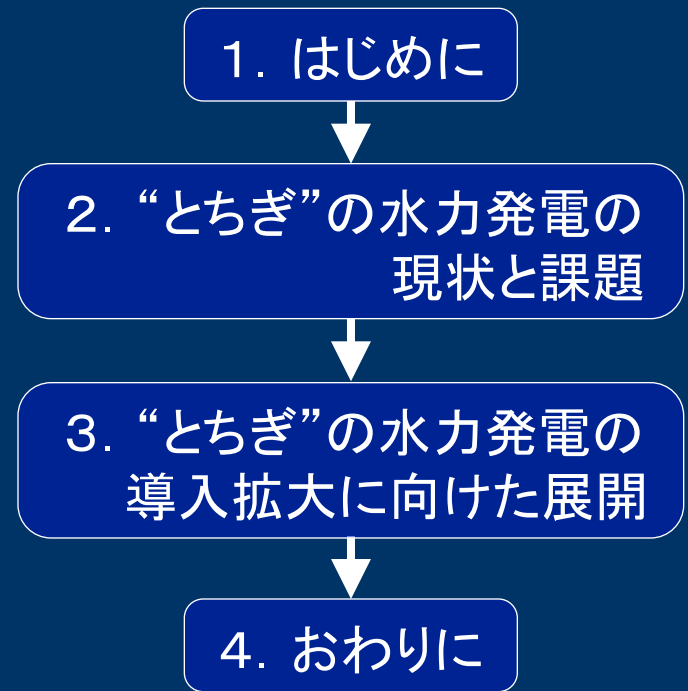 １．はじめに
２．“とちぎ”の水力発電の
現状と課題
３．“とちぎ”の水力発電の
導入拡大に向けた展開
４．おわりに